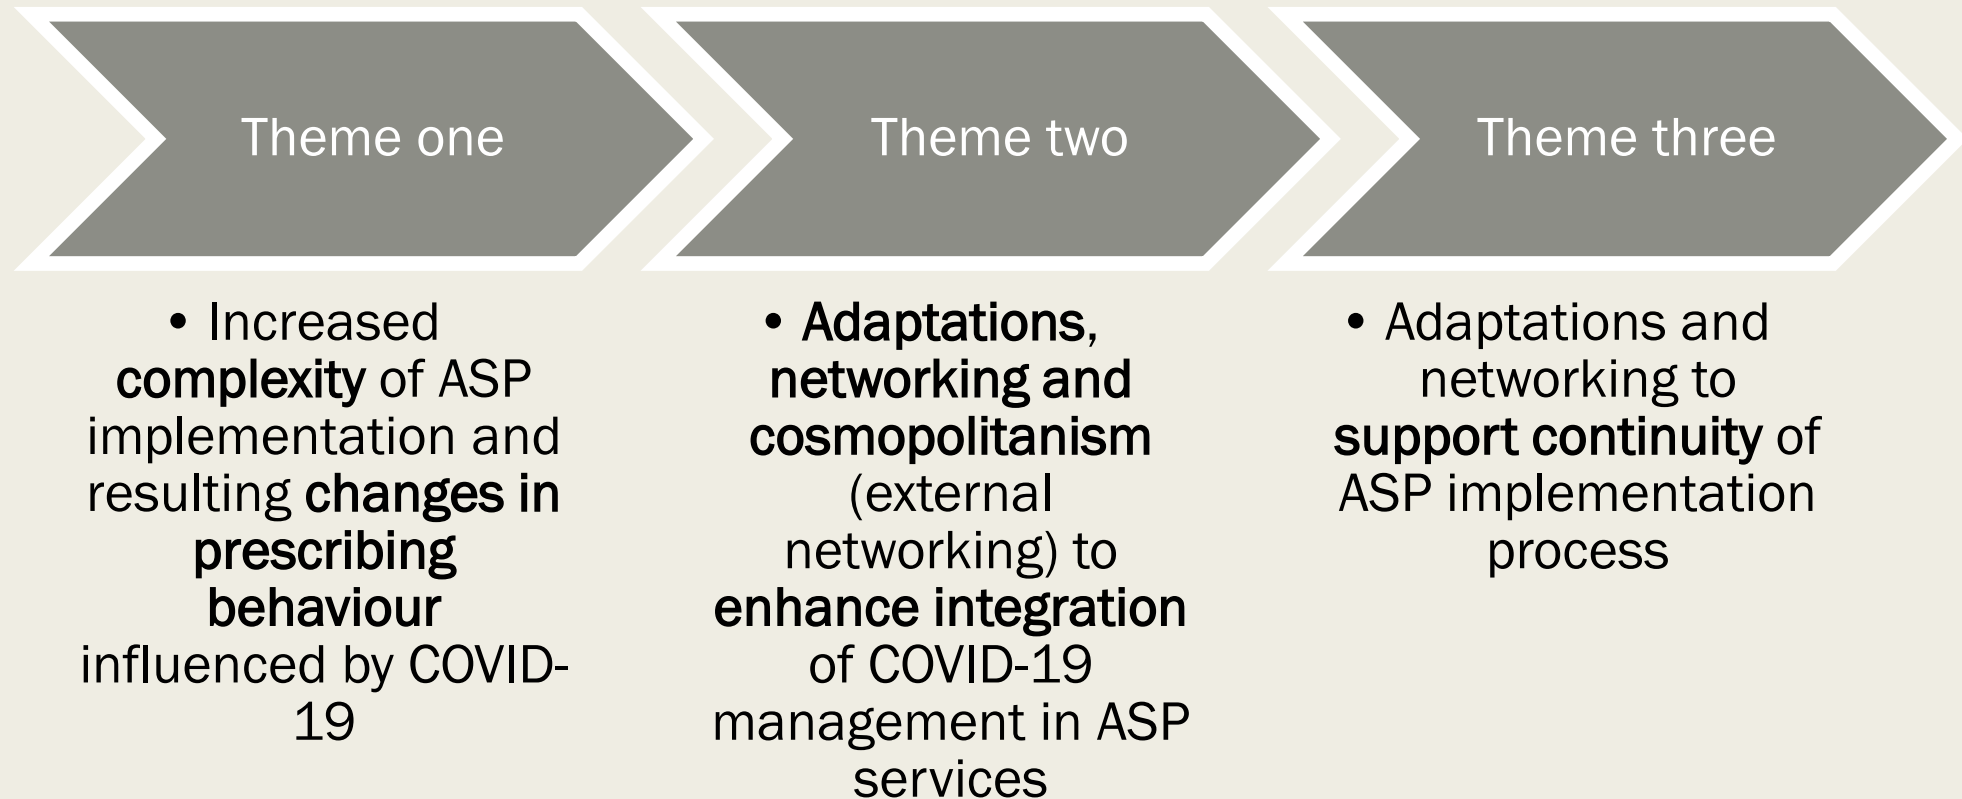 Theme one
• Increased
complexity of ASP
implementation and
resulting changes in
prescribing
behaviour
influenced by COVID-
19
Theme two
• Adaptations,
networking and
cosmopolitanism
(external
networking) to
enhance integration
of COVID-19
management in ASP
services
Theme three
• Adaptations and
networking to
support continuity of
ASP implementation
process